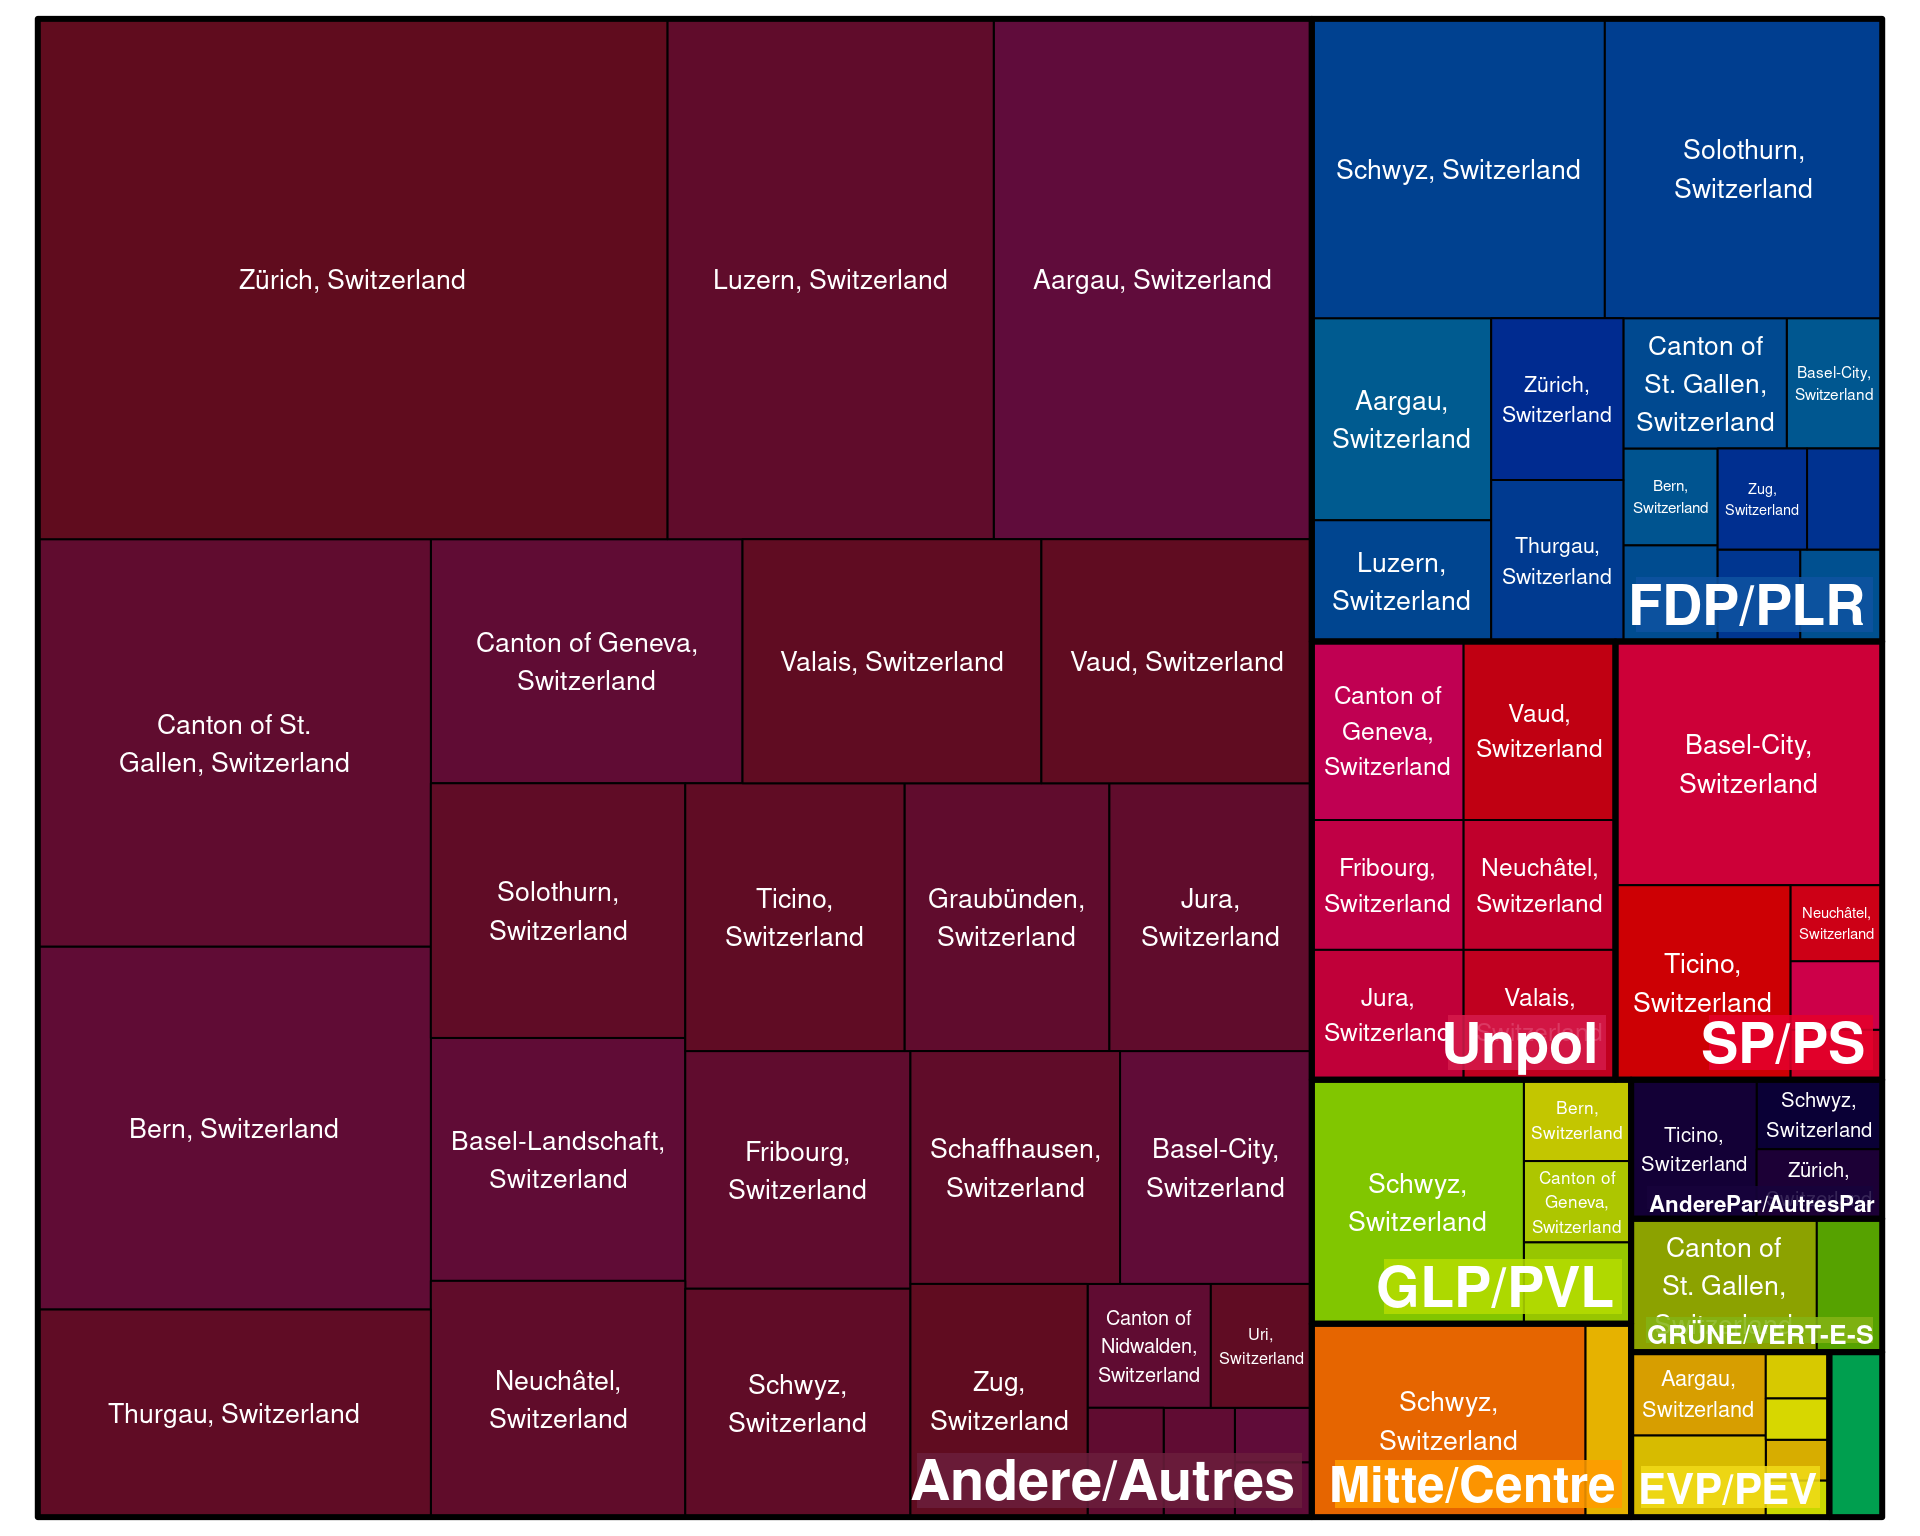 Zürich, Switzerland
Luzern, Switzerland
Aargau, Switzerland
Canton of St.
Gallen, Switzerland
Canton of Geneva,
Switzerland
Valais, Switzerland
Vaud, Switzerland
Solothurn,
Switzerland
Ticino,
Switzerland
Graubünden,
Switzerland
Jura,
Switzerland
Bern, Switzerland
Basel-Landschaft,
Switzerland
Fribourg,
Switzerland
Schaffhausen,
Switzerland
Basel-City,
Switzerland
Thurgau, Switzerland
Neuchâtel,
Switzerland
Schwyz,
Switzerland
Zug,
Switzerland
Canton of
Nidwalden,
Switzerland
Uri,
Switzerland
Andere/Autres
Schwyz, Switzerland
Solothurn,
Switzerland
Aargau,
Switzerland
Zürich,
Switzerland
Canton of
St. Gallen,
Switzerland
Basel-City,
Switzerland
Luzern,
Switzerland
Thurgau,
Switzerland
Bern,
Switzerland
Zug,
Switzerland
FDP/PLR
Canton of
Geneva,
Switzerland
Vaud,
Switzerland
Fribourg,
Switzerland
Neuchâtel,
Switzerland
Jura,
Switzerland
Valais,
Switzerland
Unpol
Basel-City,
Switzerland
Ticino,
Switzerland
Neuchâtel,
Switzerland
SP/PS
Schwyz,
Switzerland
Bern,
Switzerland
Canton of
Geneva,
Switzerland
GLP/PVL
Ticino,
Switzerland
Schwyz,
Switzerland
Zürich,
Switzerland
AnderePar/AutresPar
Canton of
St. Gallen,
Switzerland
GRÜNE/VERT-E-S
Schwyz,
Switzerland
Mitte/Centre
Aargau,
Switzerland
EVP/PEV